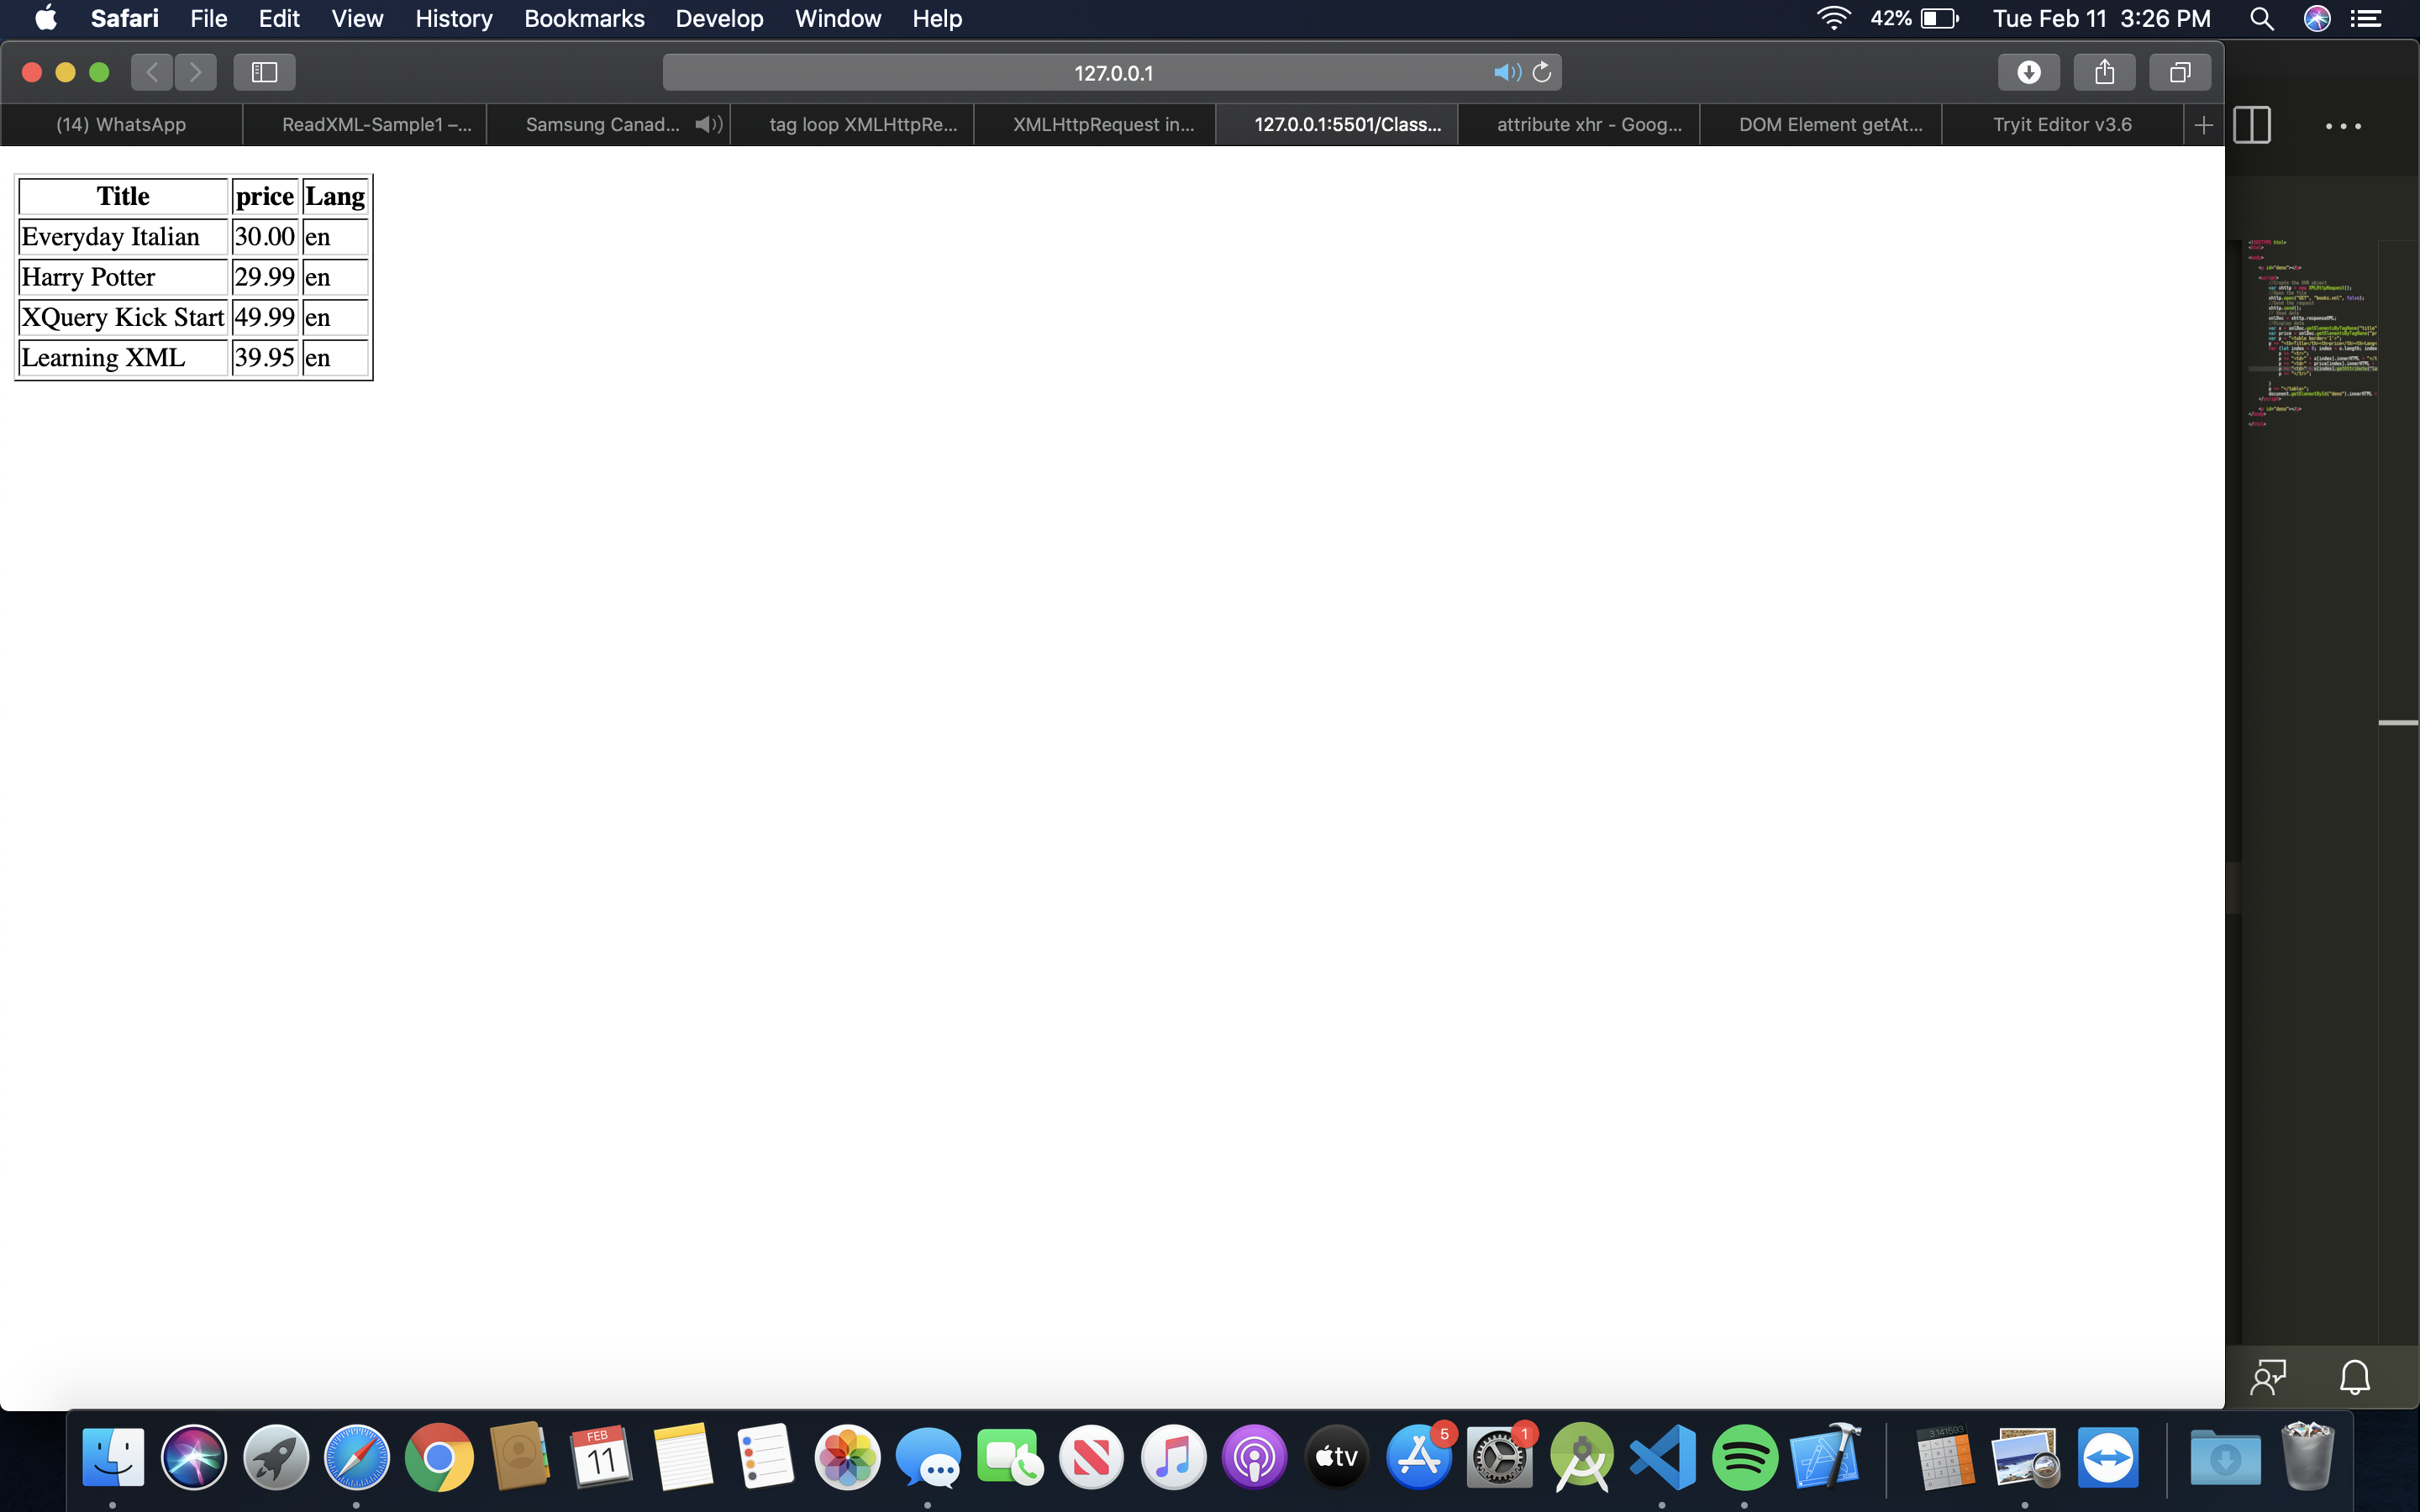 Safari File Edit View History Bookmarks Develop Window Help 42% Tue Feb 11 3:26 PM
127.0.0.1
(14) WhatsApp ReadXML-Sample1 –... Samsung Canad... tag loop XMLHttpRe... XMLHttpRequest in... 127.0.0.1:5501/Class... attribute xhr - Goog... DOM Element getAt... Tryit Editor v3.6
Title price Lang
Everyday Italian 30.00 en
Harry Potter 29.99 en
XQuery Kick Start 49.99 en
Learning XML 39.95 en
FEB
11
tv
5
1